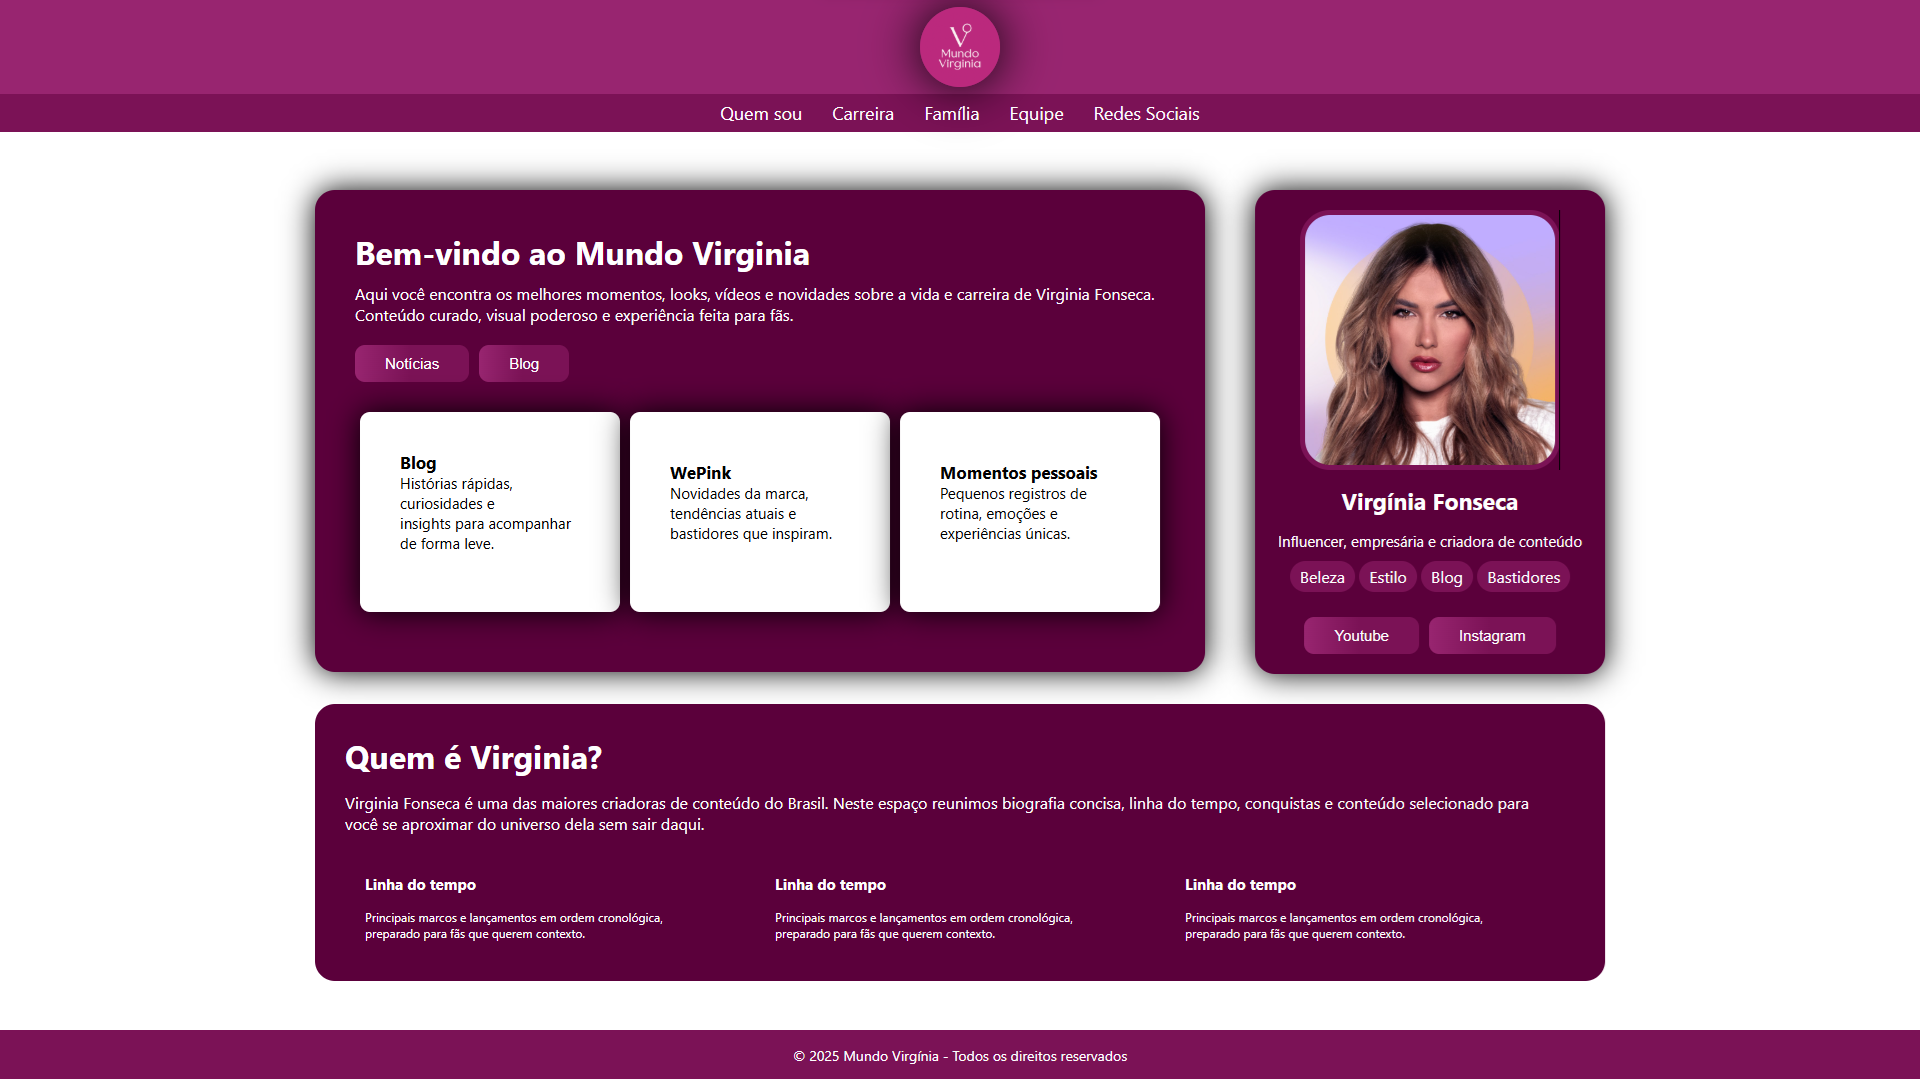 V
Mundo
Virginia
Quem sou Carreira Família Equipe Redes Sociais
Bem-vindo ao Mundo Virginia
Aqui você encontra os melhores momentos, looks, vídeos e novidades sobre a vida e carreira de Virginia Fonseca.
Conteúdo curado, visual poderoso e experiência feita para fãs.
Notícias Blog
Blog
Histórias rápidas,
curiosidades e
insights para acompanhar
de forma leve.
WePink
Novidades da marca,
tendências atuais e
bastidores que inspiram.
Momentos pessoais
Pequenos registros de
rotina, emoções e
experiências únicas.
Virgínia Fonseca
Influencer, empresária e criadora de conteúdo
Beleza Estilo Blog Bastidores
Youtube Instagram
Quem é Virginia?
Virginia Fonseca é uma das maiores criadoras de conteúdo do Brasil. Neste espaço reunimos biografia concisa, linha do tempo, conquistas e conteúdo selecionado para
você se aproximar do universo dela sem sair daqui.
Linha do tempo
Principais marcos e lançamentos em ordem cronológica,
preparado para fãs que querem contexto.
Linha do tempo
Principais marcos e lançamentos em ordem cronológica,
preparado para fãs que querem contexto.
Linha do tempo
Principais marcos e lançamentos em ordem cronológica,
preparado para fãs que querem contexto.
© 2025 Mundo Virgínia - Todos os direitos reservados